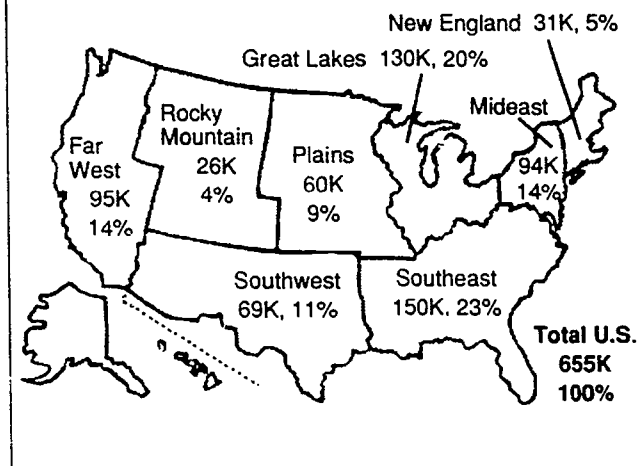 New England 31K, 5%
Great Lakes 130K, 20%
Mideast
94K
14%
Rocky
Mountain
26K
4%
Far
West
95K
14%
Plains
60K
9%
Southwest
69K, 11%
Southeast
150K, 23%
Total U.S.
655K
100%